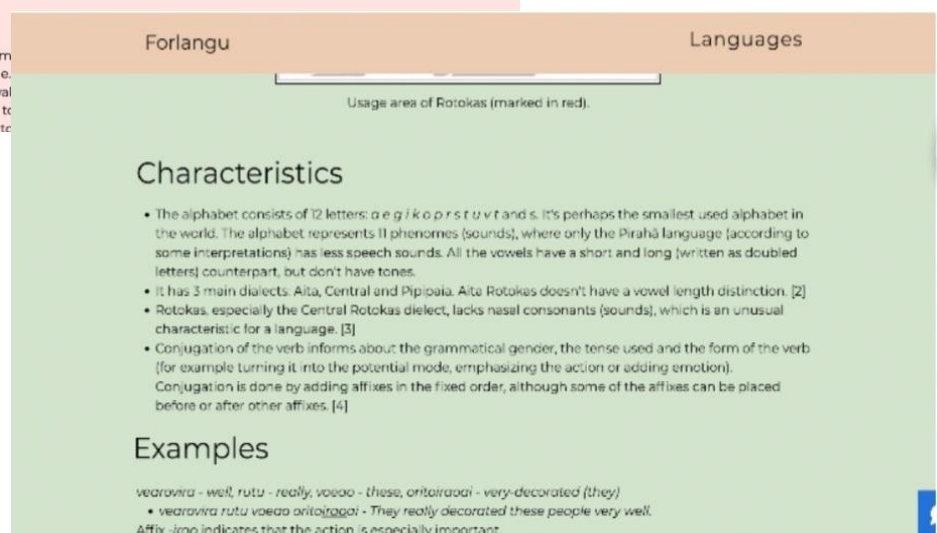 Forlangu
Languages
Usage area of Rotokas (marked in red).
Characteristics
• The alphabet consists of 12 letters: a e g i k o p r s t u v t and s. It's perhaps the smallest used alphabet in
the world. The alphabet represents 11 phenomes (sounds), where only the Pirahã language (according to
some interpretations) has less speech sounds. All the vowels have a short and long (written as doubled
letters) counterpart, but don't have tones.
• It has 3 main dialects: Aita, Central and Pipipaia. Aita Rotokas doesn't have a vowel length distinction. [2]
• Rotokas, especially the Central Rotokas dielect, lacks nasal consonants (sounds), which is an unusual
characteristic for a language. [3]
• Conjugation of the verb informs about the grammatical gender, the tense used and the form of the verb
(for example turning it into the potential mode, emphasizing the action or adding emotion).
Conjugation is done by adding affixes in the fixed order, although some of the affixes can be placed
before or after other affixes. [4]
Examples
vearovira - well, rutu - really, voeao - these, oritoiraoai - very-decorated (they)
• vearovira rutu voeao oritoiraoai - They really decorated these people very well.
Affix -irao indicates that the action is especially important